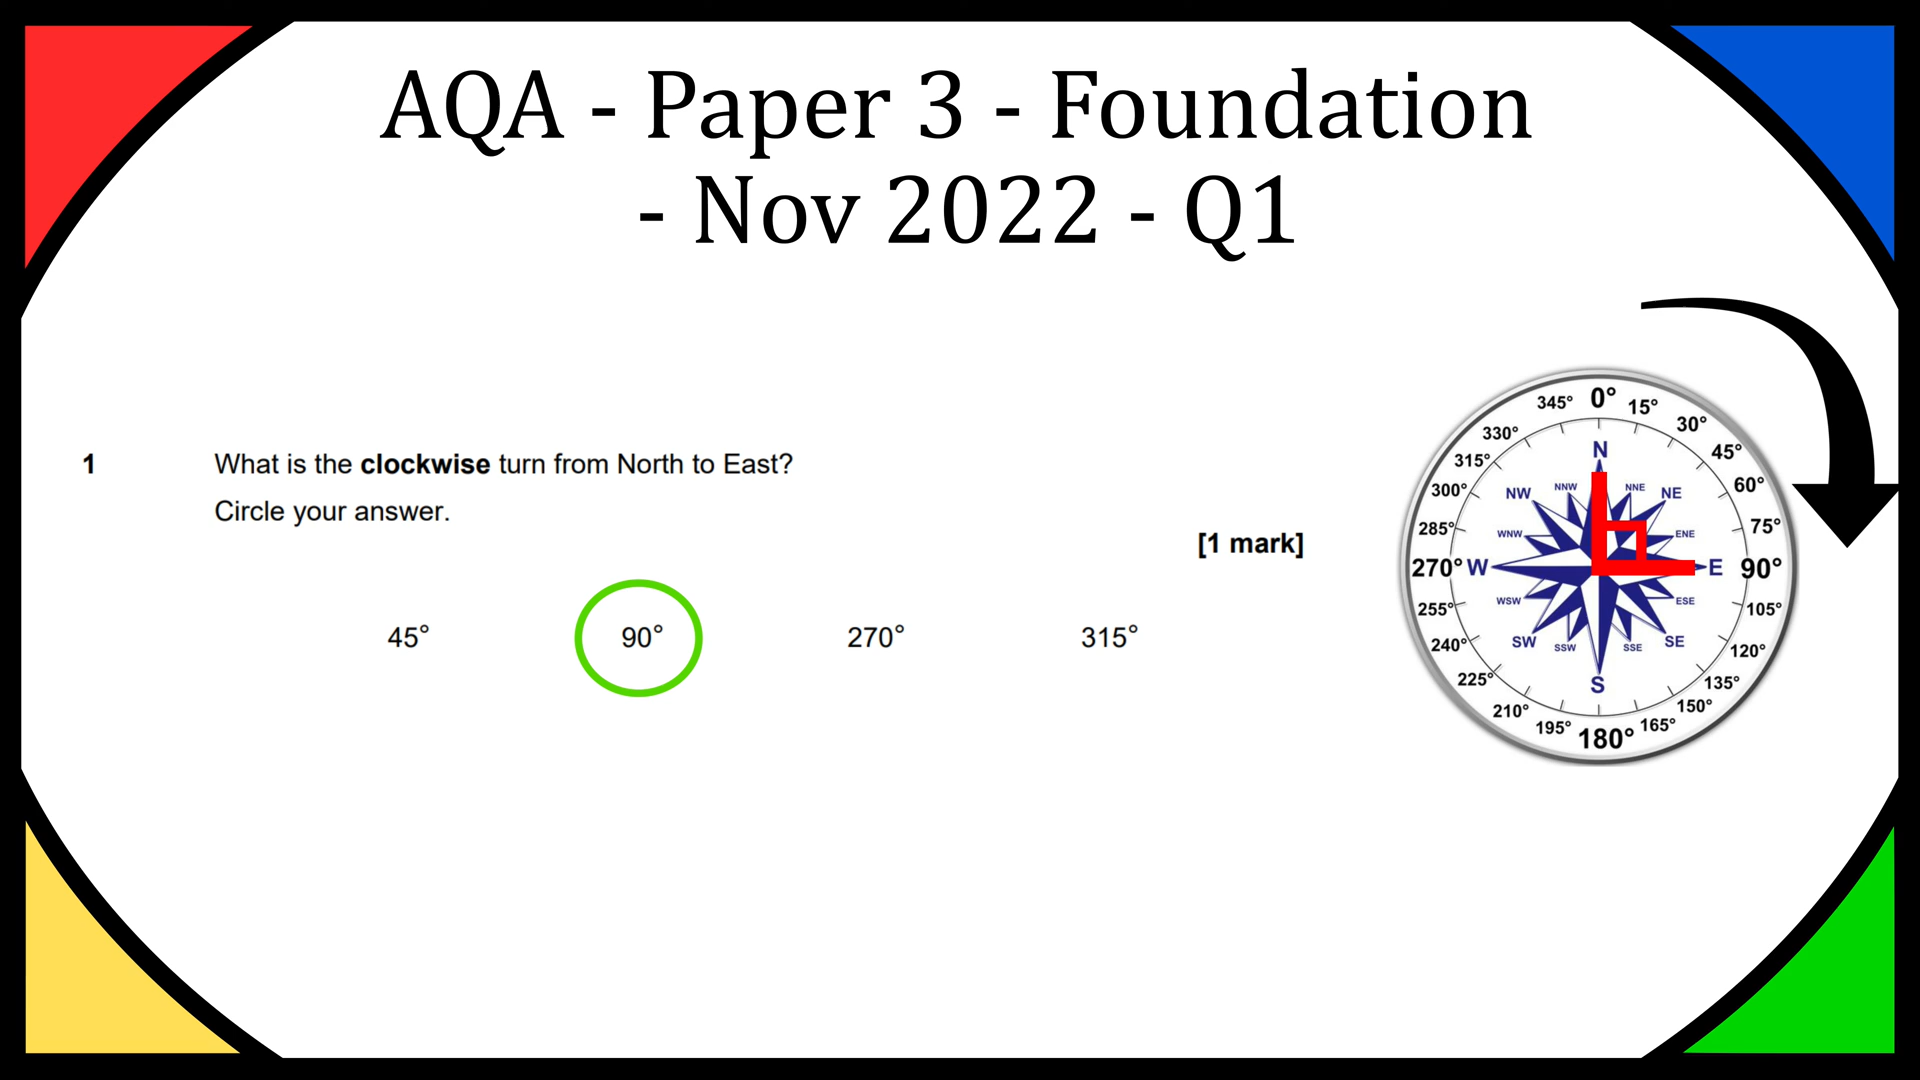 AQA - Paper 3 - Foundation
- Nov 2022 - Q1
1 What is the clockwise turn from North to East?
Circle your answer.
[1 mark]
45° 90° 270° 315°
345° 0° 15°
330° 30°
315° N 45°
300° NW NNW NNE NE 60°
285° WNW ENE 75°
270° W E 90°
255° WSW ESE 105°
240° SW SSW SSE SE 120°
225° S 135°
210° 150°
195° 180° 165°